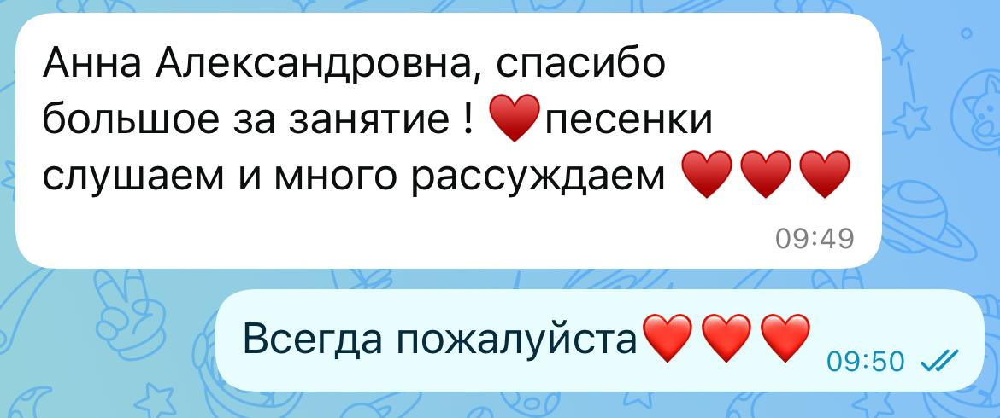 Анна Александровна, спасибо
большое за занятие ! ♥️песенки
слушаем и много рассуждаем ♥️♥️♥️
09:49
Всегда пожалуйста❤️❤️❤️ 09:50